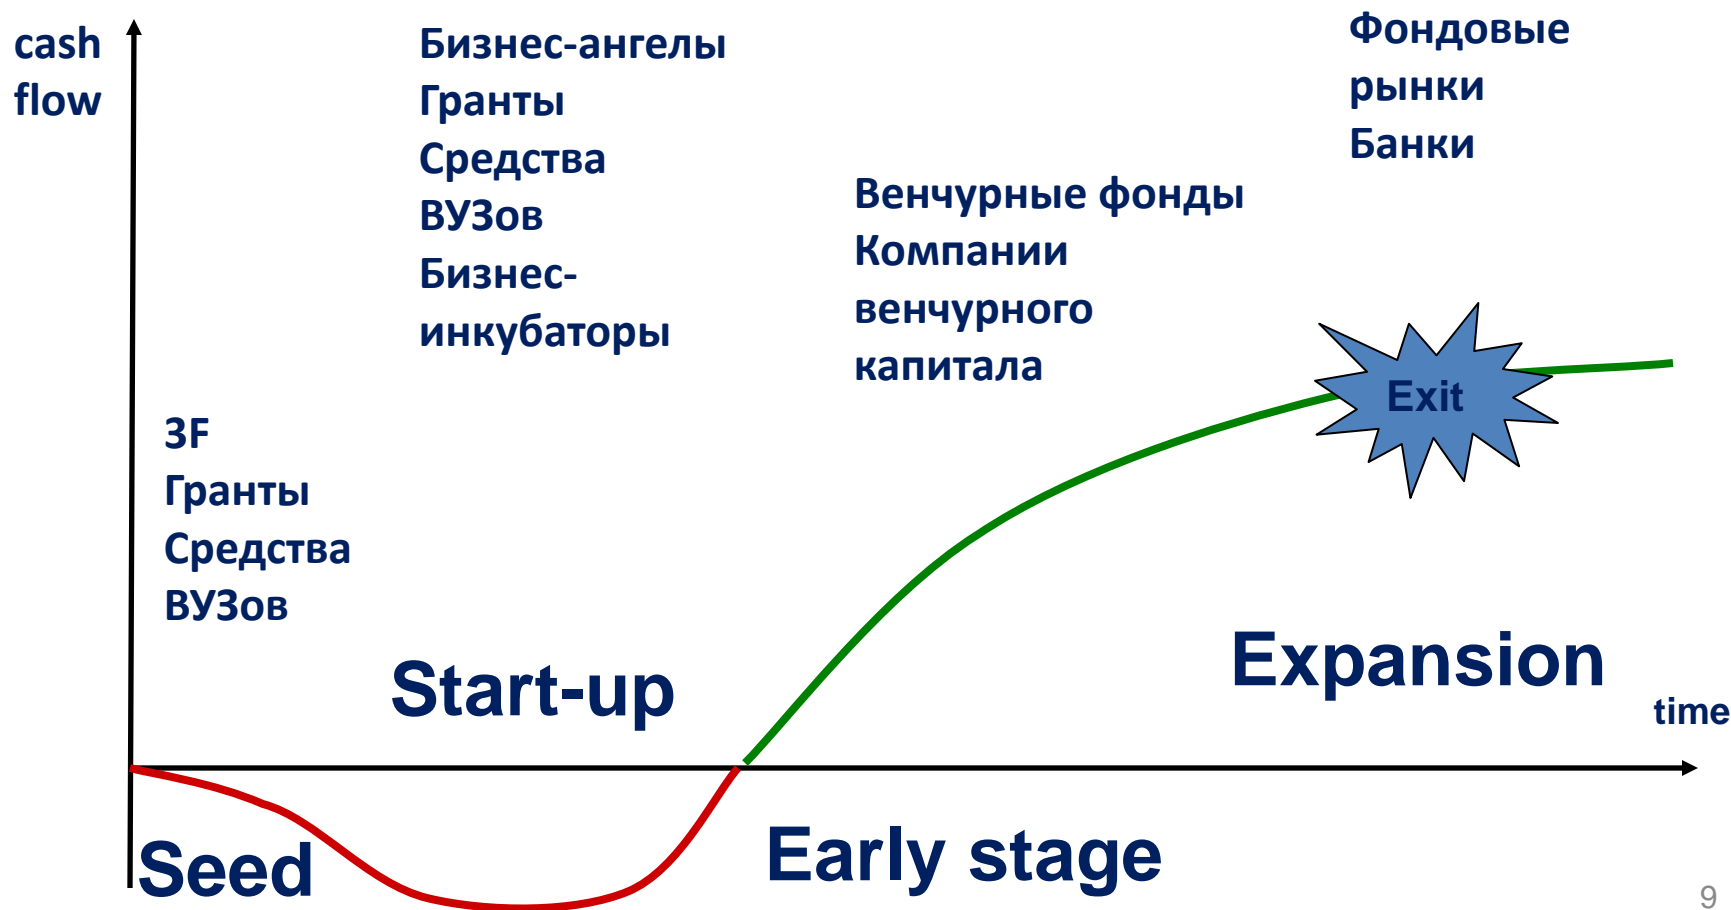 cash
flow
Бизнес-ангелы
Гранты
Средства
ВУЗов
Бизнес-
инкубаторы
Фондовые
рынки
Банки
Венчурные фонды
Компании
венчурного
капитала
Exit
3F
Гранты
Средства
ВУЗов
Start-up
Expansion
time
Seed
Early stage
9